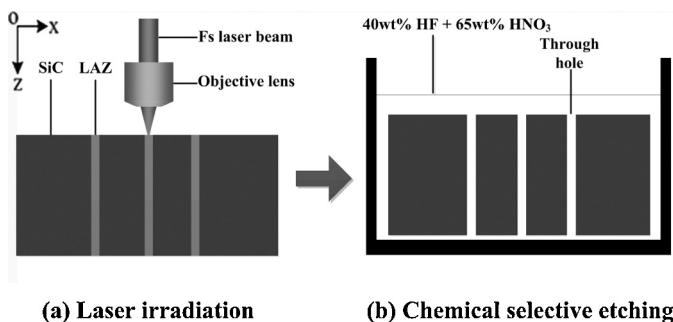 O
X
Z
SiC
LAZ
Fs laser beam
Objective lens
40wt% HF + 65wt% HNO₃
Through
hole
(a) Laser irradiation
(b) Chemical selective etching